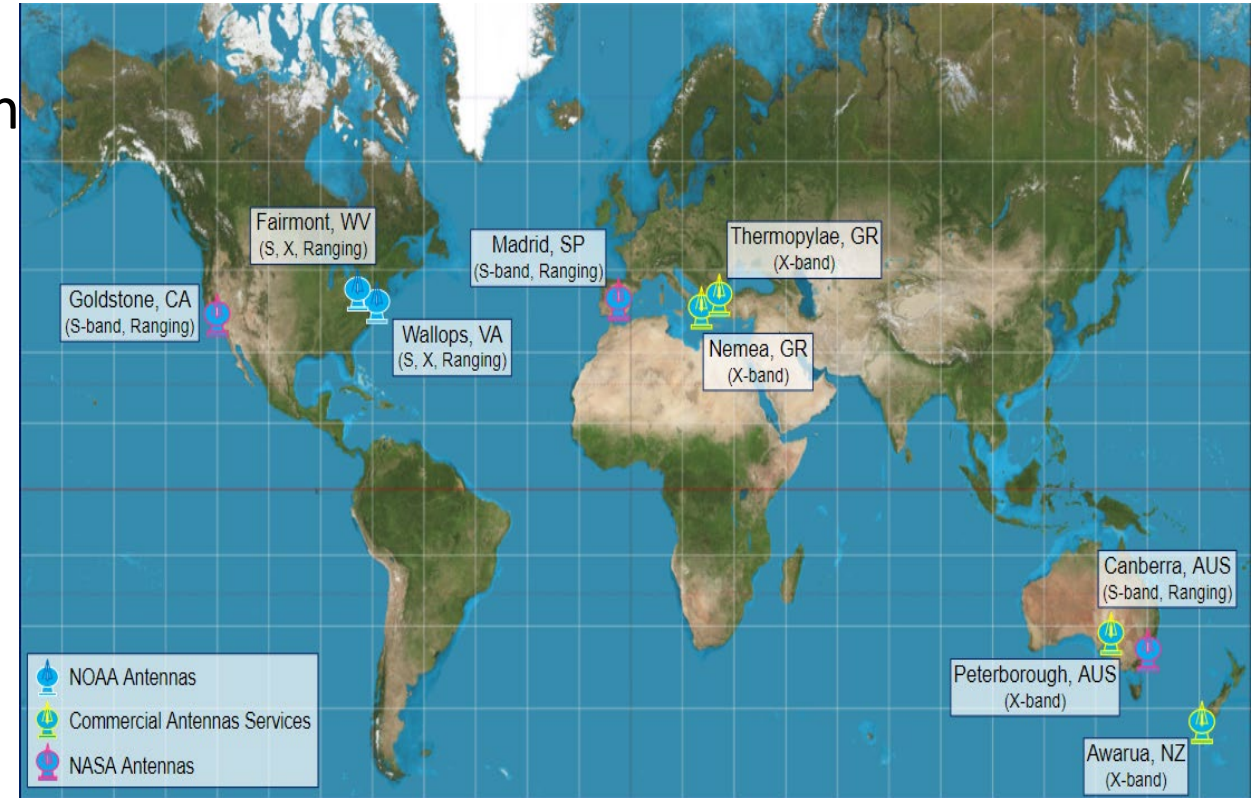 n
Fairmont, WV
(S, X, Ranging)
Madrid, SP
(S-band, Ranging)
Thermopylae, GR
(X-band)
Goldstone, CA
(S-band, Ranging)
Wallops, VA
(S, X, Ranging)
Nemea, GR
(X-band)
Canberra, AUS
(S-band, Ranging)
Peterborough, AUS
(X-band)
Awarua, NZ
(X-band)
NOAA Antennas
Commercial Antennas Services
NASA Antennas